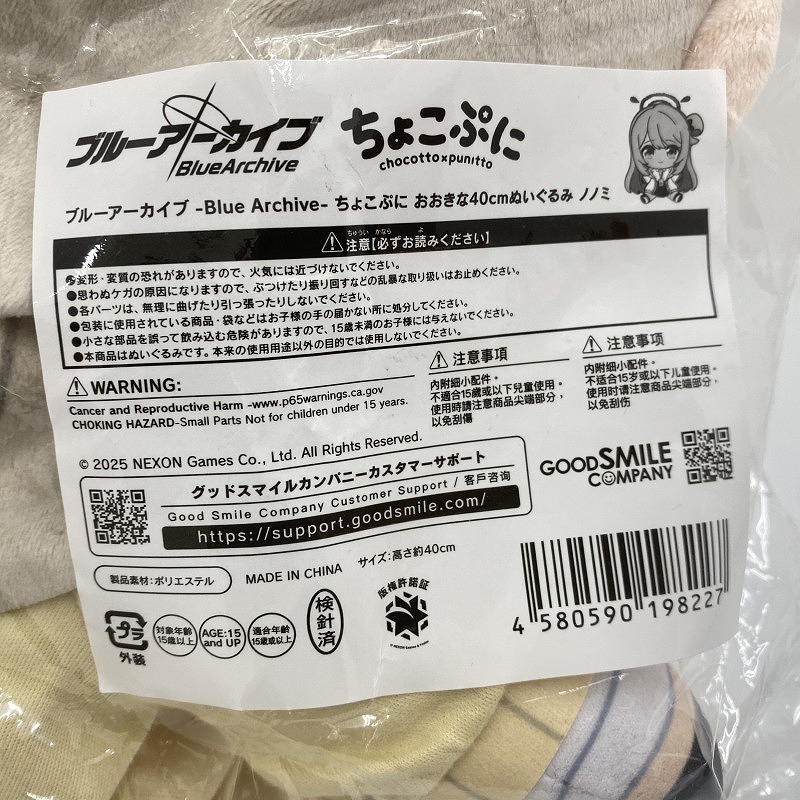 ブルーアーカイブ
BlueArchive
ちょこぷに
chocotto×punitto
ブルーアーカイブ -Blue Archive- ちょこぷに おおきな40cmぬいぐるみ ノノミ
ちゅうい かなら よ
⚠注意【必ずお読みください】
●変形・変質の恐れがありますので、火気には近づけないでください。
●思わぬケガの原因になりますので、ぶつけたり振り回すなどの乱暴な取り扱いはお止めください。
●各パーツは、無理に曲げたり引っ張ったりしないでください。
●包装に使用されている商品・袋などはお子様の手の届かない所に処分してください。
●小さな部品を誤って飲み込む危険がありますので、15歳未満のお子様には与えないでください。
●本商品はぬいぐるみです。本来の使用用途以外の目的では使用しないでください。
⚠WARNING:
Cancer and Reproductive Harm -www.p65warnings.ca.gov
CHOKING HAZARD-Small Parts Not for children under 15 years.
⚠注意事項
內附細小配件。
不適合15歲或以下兒童使用。
使用時請注意商品尖端部分，
以免刮傷
⚠注意事项
内附细小配件。
不适合15岁或以下儿童使用。
使用时请注意商品尖端部分，
以免刮伤
© 2025 NEXON Games Co., Ltd. All Rights Reserved.
グッドスマイルカンパニーカスタマーサポート
Good Smile Company Customer Support / 客戶咨询
https://support.goodsmile.com/
GOODSMILE
COMPANY
製品素材:ポリエステル
MADE IN CHINA
サイズ:高さ約40cm
プラ
外装
対象年齢
15歳以上
AGE:15
and UP
適合年齡
15歲或以上
検針済
版権許諾証
4 580590 198227